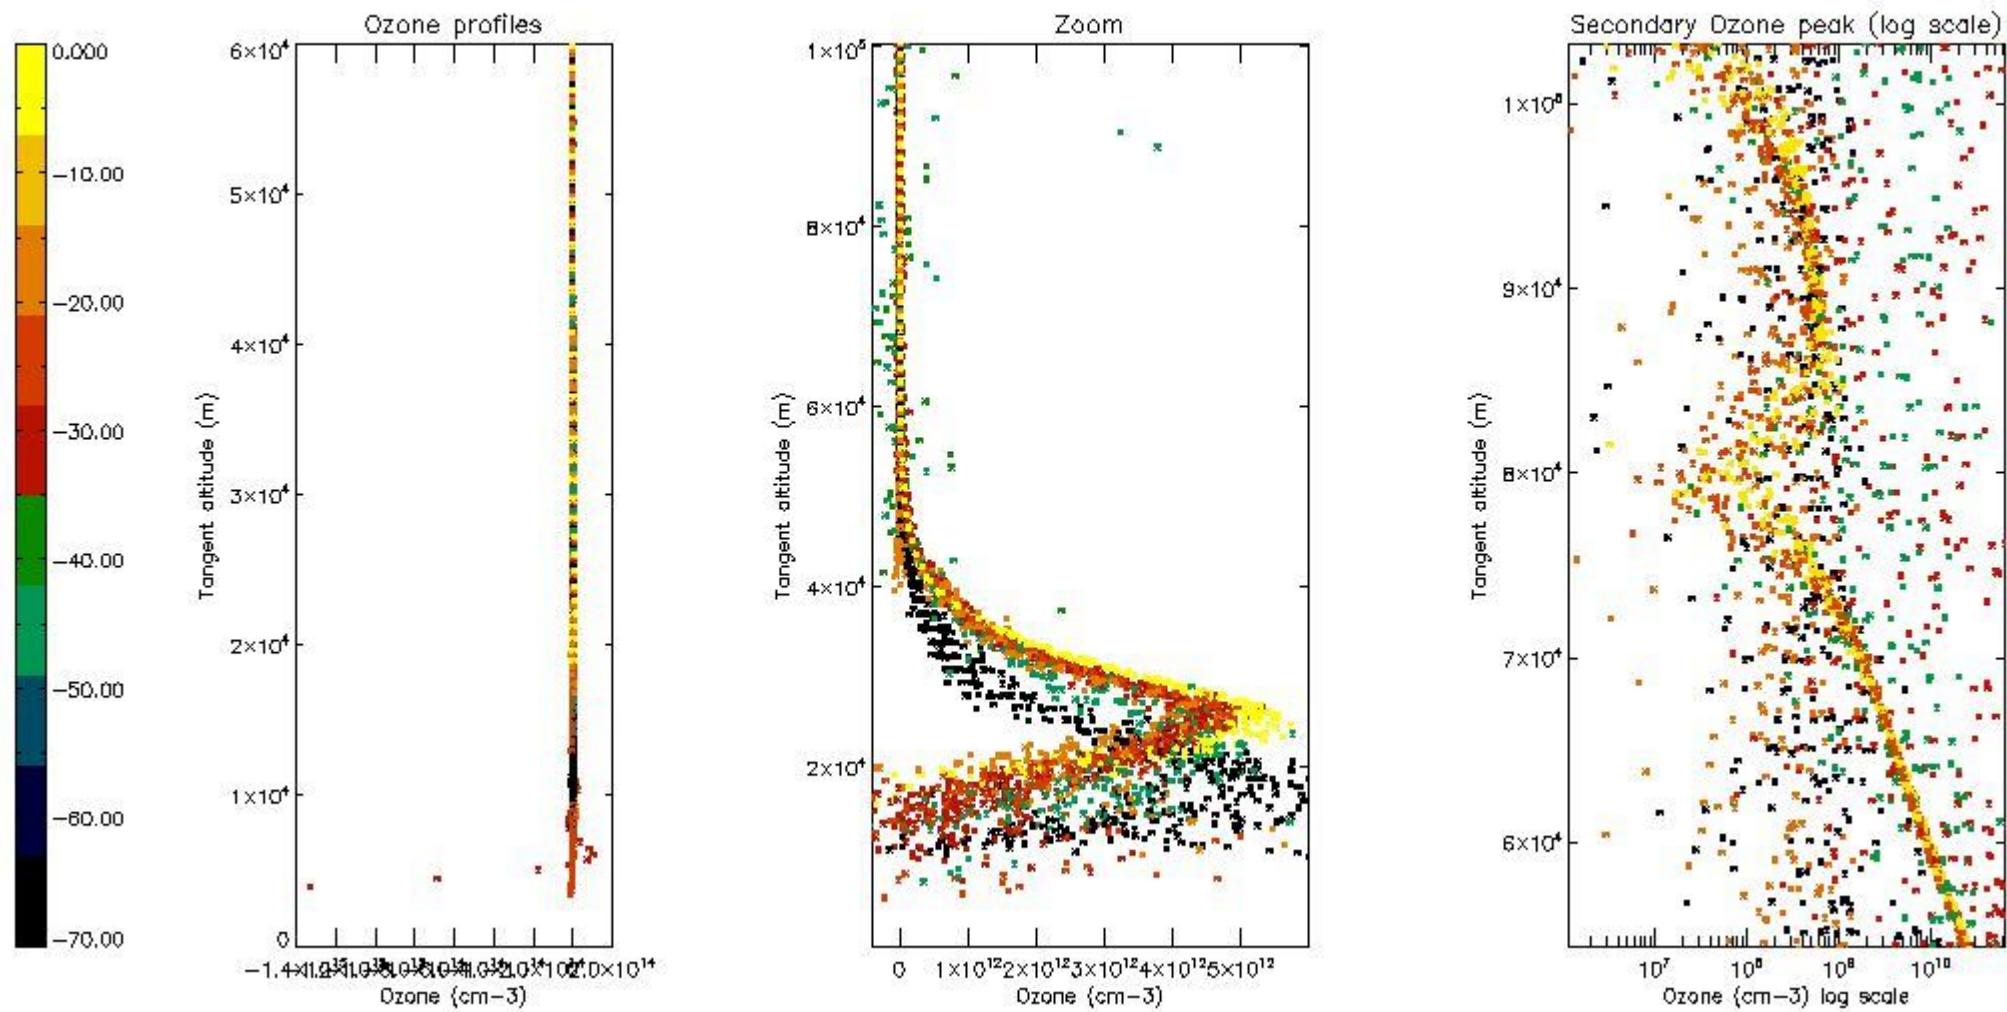 Ozone profiles
Zoom
Secondary Ozone peak (log scale)
0.000
-10.00
-20.00
-30.00
-40.00
-50.00
-60.00
-70.00
6×10⁴
5×10⁴
4×10⁴
3×10⁴
2×10⁴
1×10⁴
0
Tangent altitude (m)
2.0×10¹⁴
Ozone (cm-3)
1×10⁵
8×10⁴
6×10⁴
4×10⁴
2×10⁴
Tangent altitude (m)
0 1×10¹² 2×10¹² 3×10¹² 4×10¹² 5×10¹²
Ozone (cm-3)
1×10⁵
9×10⁴
8×10⁴
7×10⁴
6×10⁴
Tangent altitude (m)
10⁷ 10⁸ 10⁹ 10¹⁰
Ozone (cm-3) log scale